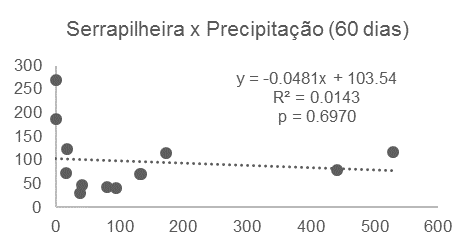 Serrapilheira x Precipitação (60 dias)
300
250
200
150
100
50
0
y = -0.0481x + 103.54
R² = 0.0143
p = 0.6970
0 100 200 300 400 500 600